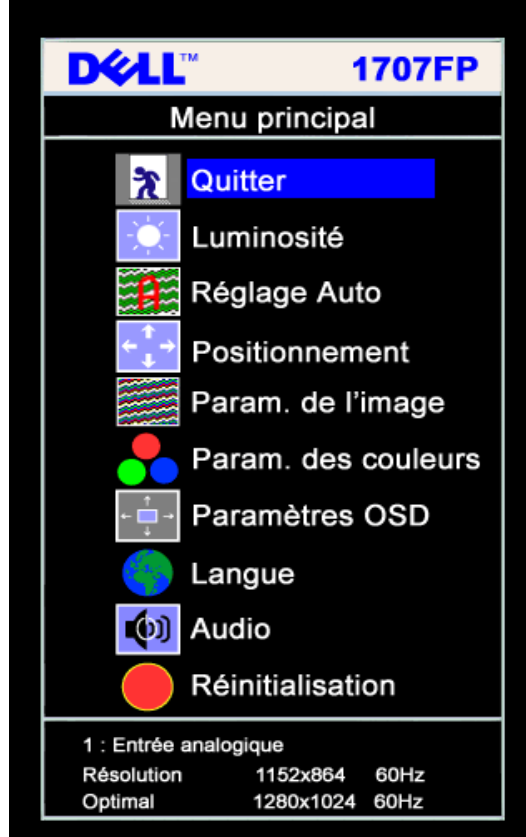 DELL™ 1707FP
Menu principal
Quitter
Luminosité
Réglage Auto
Positionnement
Param. de l'image
Param. des couleurs
Paramètres OSD
Langue
Audio
Réinitialisation
1 : Entrée analogique
Résolution 1152x864 60Hz
Optimal 1280x1024 60Hz